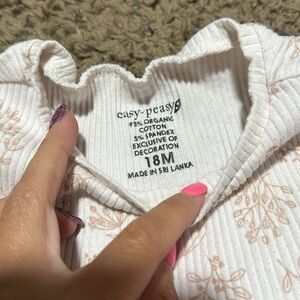 easy-peasy
95% ORGANIC
COTTON
5% SPANDEX
EXCLUSIVE OF
DECORATION
18M
MADE IN SRI LANKA